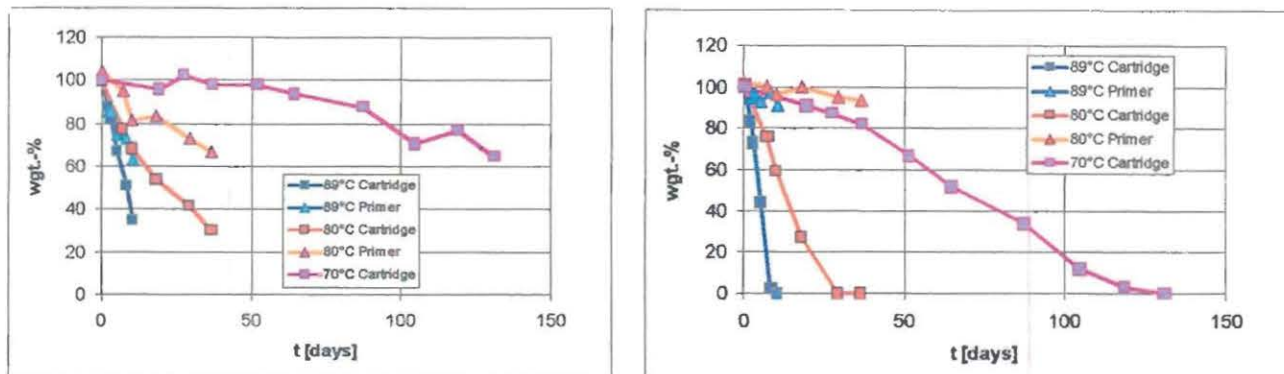 120
100
80
60
40
20
0
wgt.-%
0 50 100 150
t [days]
89°C Cartridge
89°C Primer
80°C Cartridge
80°C Primer
70°C Cartridge
120
100
80
60
40
20
0
wgt.-%
0 50 100 150
t [days]
89°C Cartridge
89°C Primer
80°C Cartridge
80°C Primer
70°C Cartridge